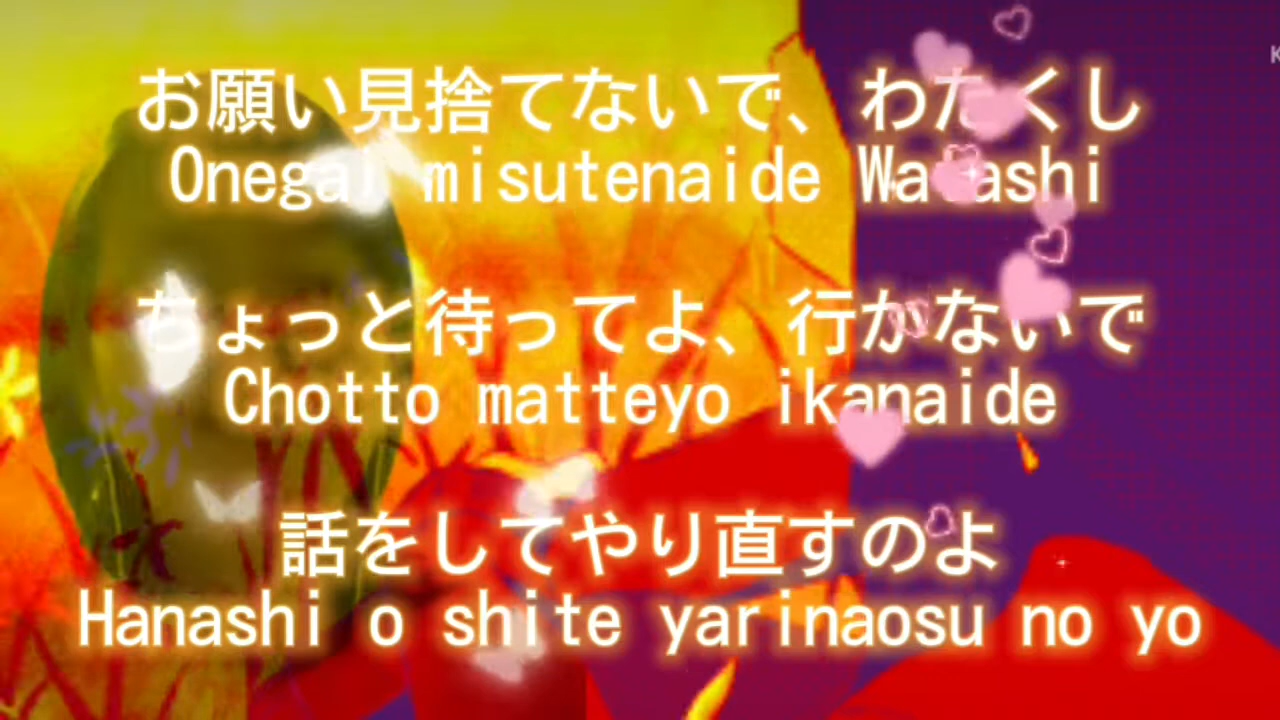 お願い見捨てないで、わたくし
Onegai misutenaide Watashi
ちょっと待ってよ、行かないで
Chotto matteyo ikanaide
話をしてやり直すのよ
Hanashi o shite yarinaosu no yo